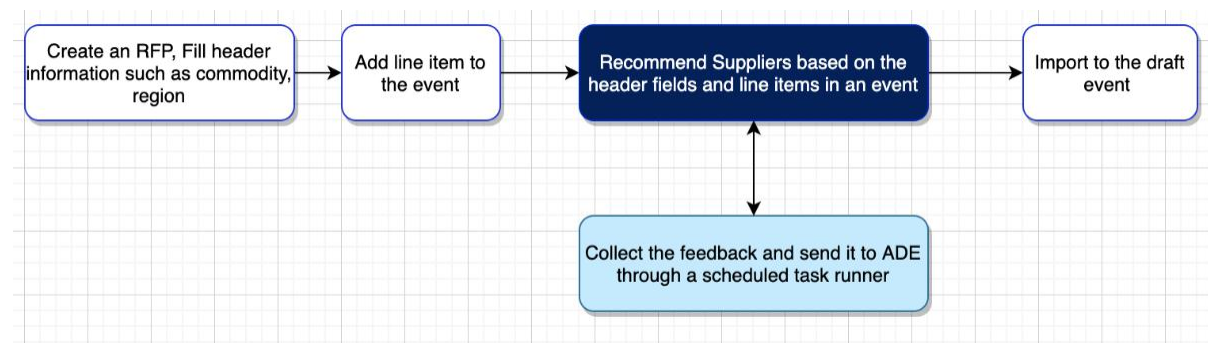 Create an RFP, Fill header
information such as commodity,
region
Add line item to
the event
Recommend Suppliers based on the
header fields and line items in an event
Import to the draft
event
Collect the feedback and send it to ADE
through a scheduled task runner